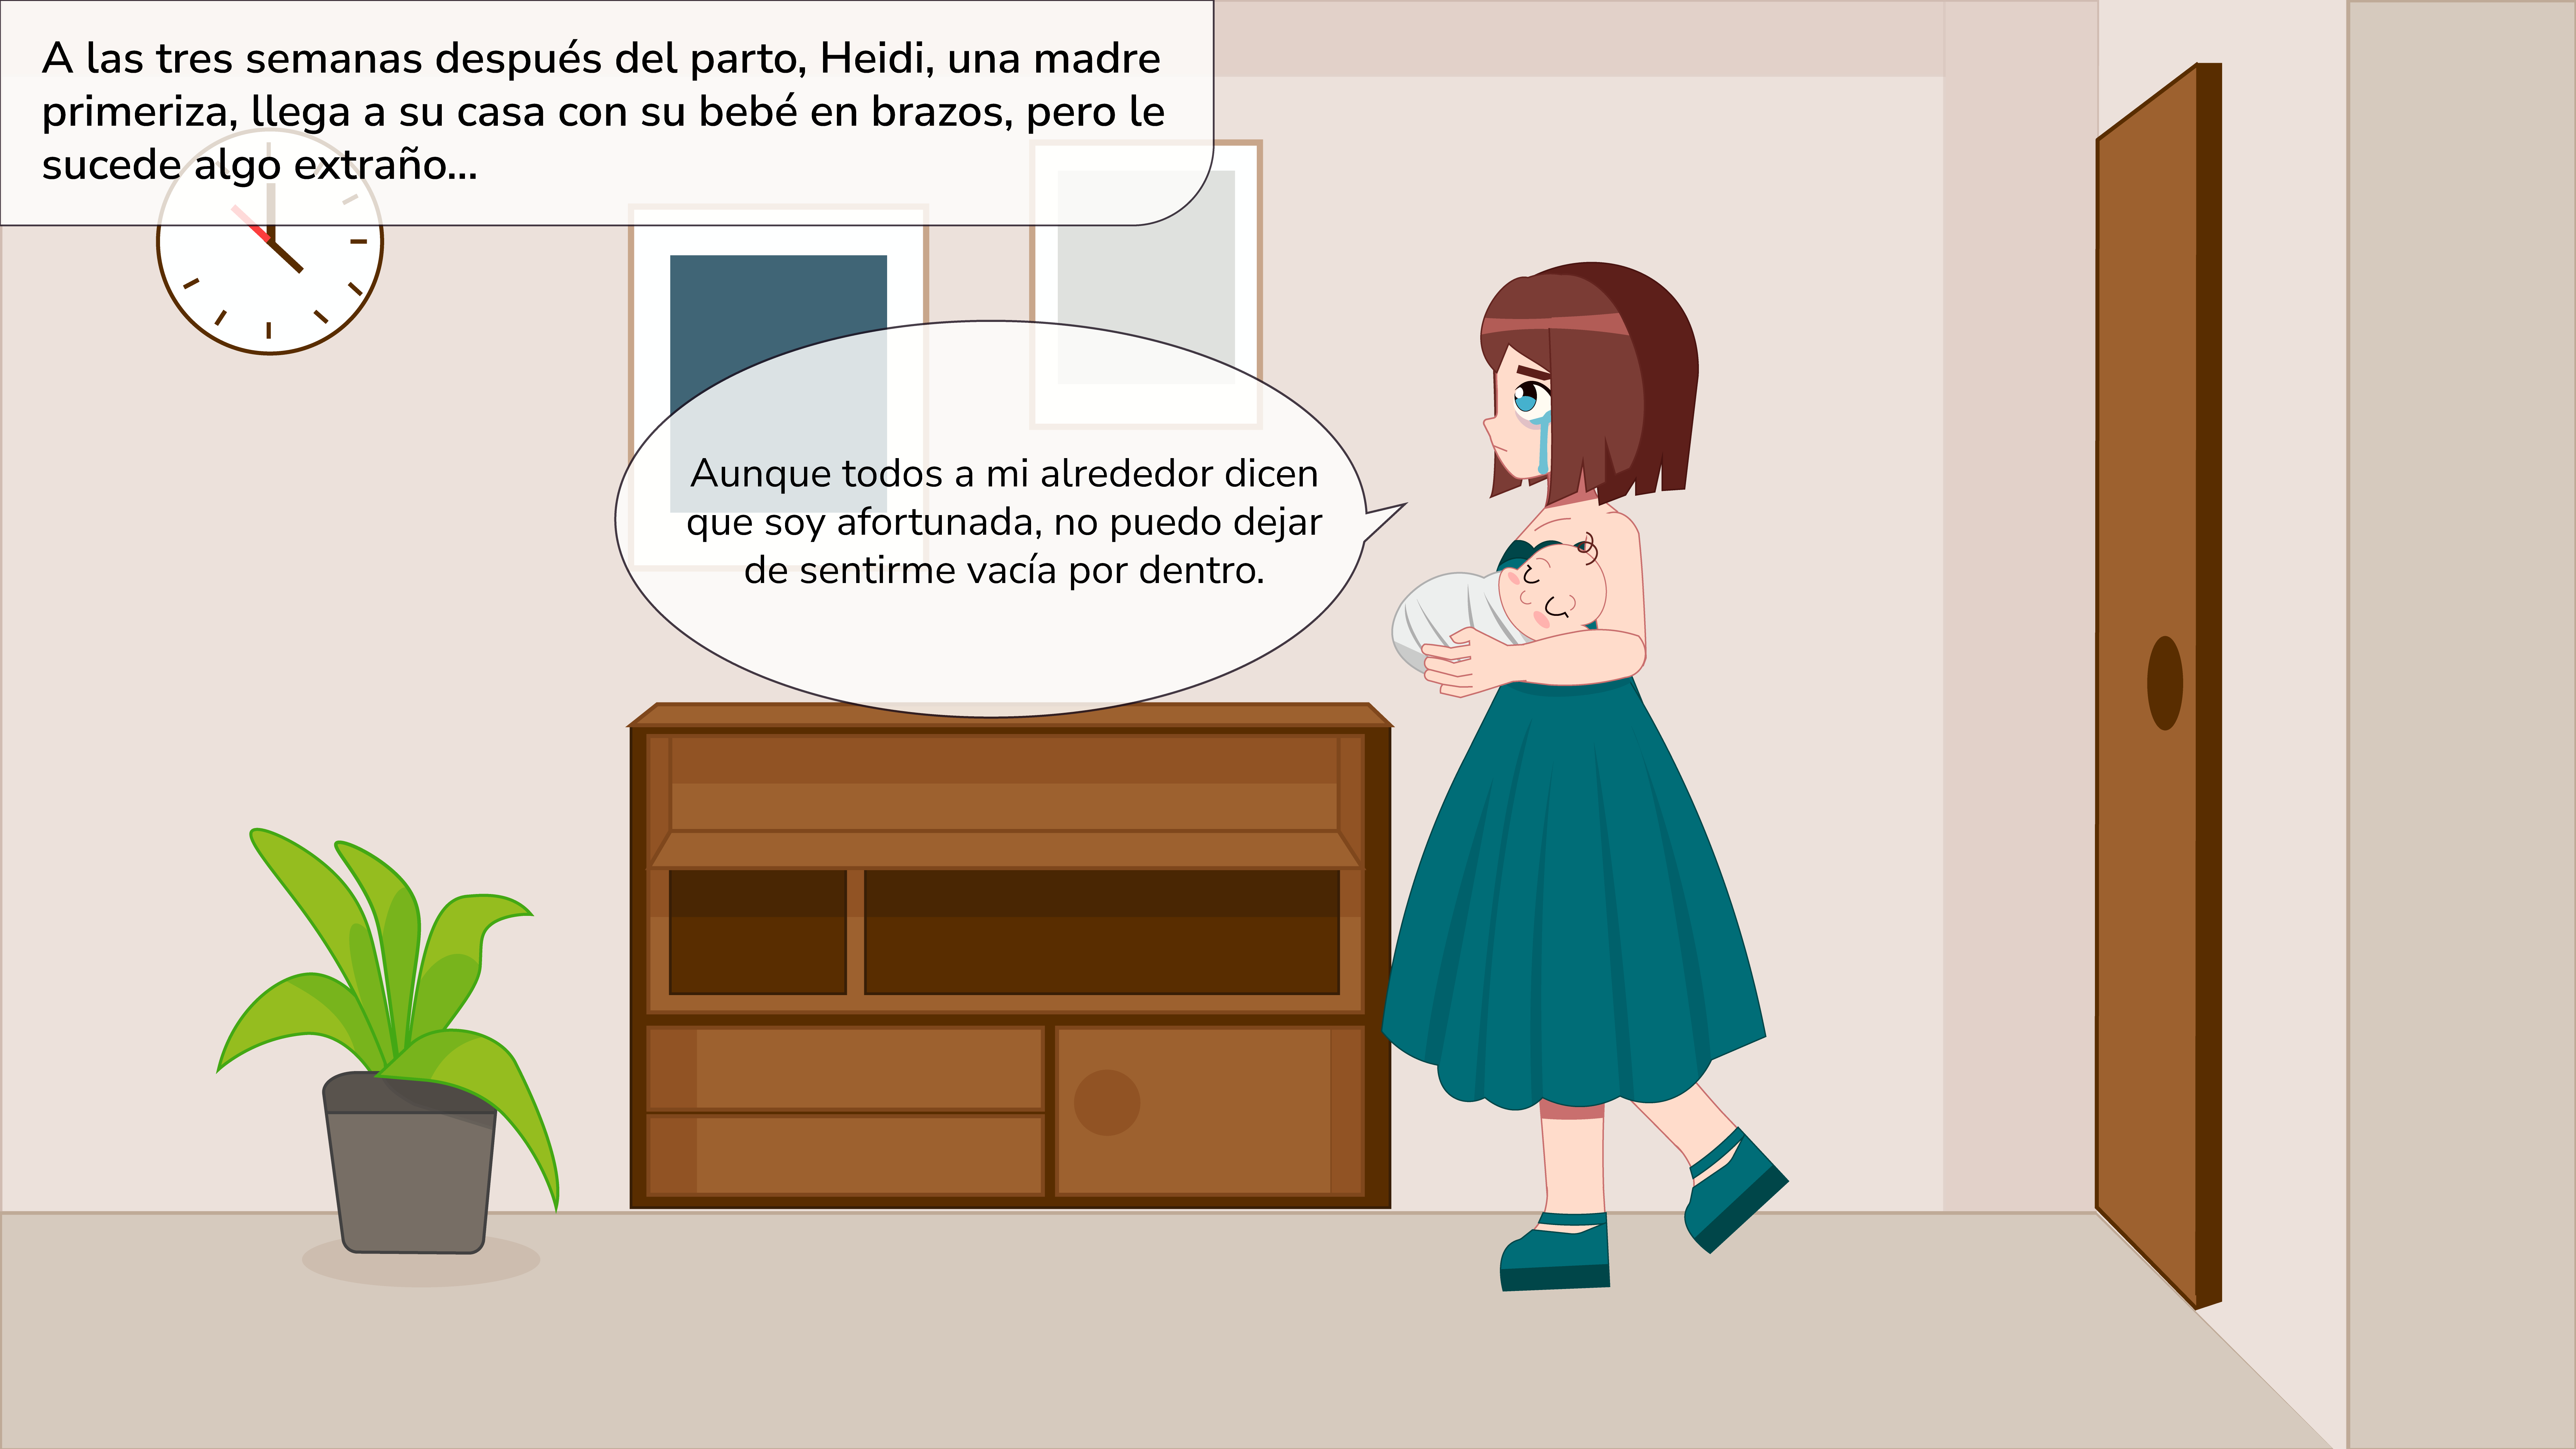 A las tres semanas después del parto, Heidi, una madre
primeriza, llega a su casa con su bebé en brazos, pero le
sucede algo extraño...
Aunque todos a mi alrededor dicen
que soy afortunada, no puedo dejar
de sentirme vacía por dentro.